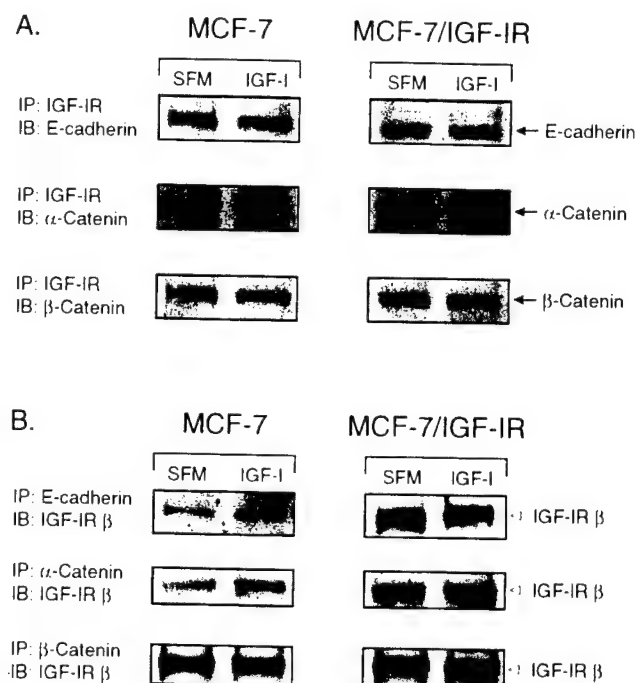 A.
MCF-7 MCF-7/IGF-IR
SFM IGF-I SFM IGF-I
IP: IGF-IR
IB: E-cadherin
E-cadherin
IP: IGF-IR
IB: α-Catenin
α-Catenin
IP: IGF-IR
IB: β-Catenin
β-Catenin
B.
MCF-7 MCF-7/IGF-IR
SFM IGF-I SFM IGF-I
IP: E-cadherin
IB: IGF-IR β
IGF-IR β
IP: α-Catenin
IB: IGF-IR β
IGF-IR β
IP: β-Catenin
IB: IGF-IR β
IGF-IR β